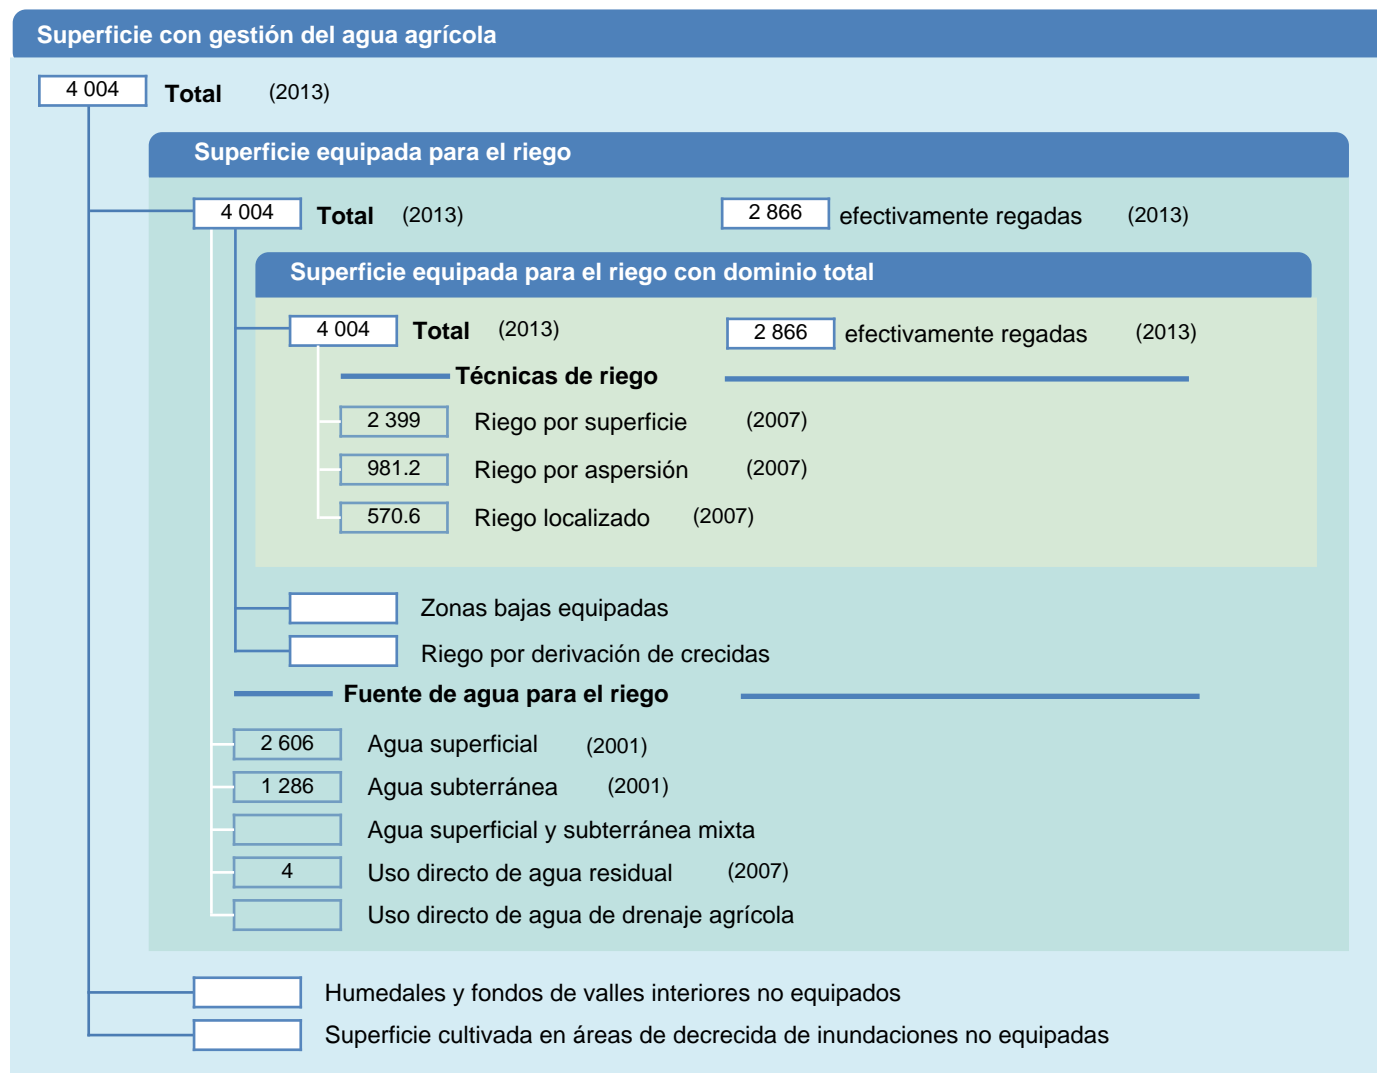 Superficie con gestión del agua agrícola
4 004 Total (2013)
Superficie equipada para el riego
4 004 Total (2013) 2 866 efectivamente regadas (2013)
Superficie equipada para el riego con dominio total
4 004 Total (2013) 2 866 efectivamente regadas (2013)
Técnicas de riego
2 399 Riego por superficie (2007)
981.2 Riego por aspersión (2007)
570.6 Riego localizado (2007)
Zonas bajas equipadas
Riego por derivación de crecidas
Fuente de agua para el riego
2 606 Agua superficial (2001)
1 286 Agua subterránea (2001)
Agua superficial y subterránea mixta
4 Uso directo de agua residual (2007)
Uso directo de agua de drenaje agrícola
Humedales y fondos de valles interiores no equipados
Superficie cultivada en áreas de decrecida de inundaciones no equipadas